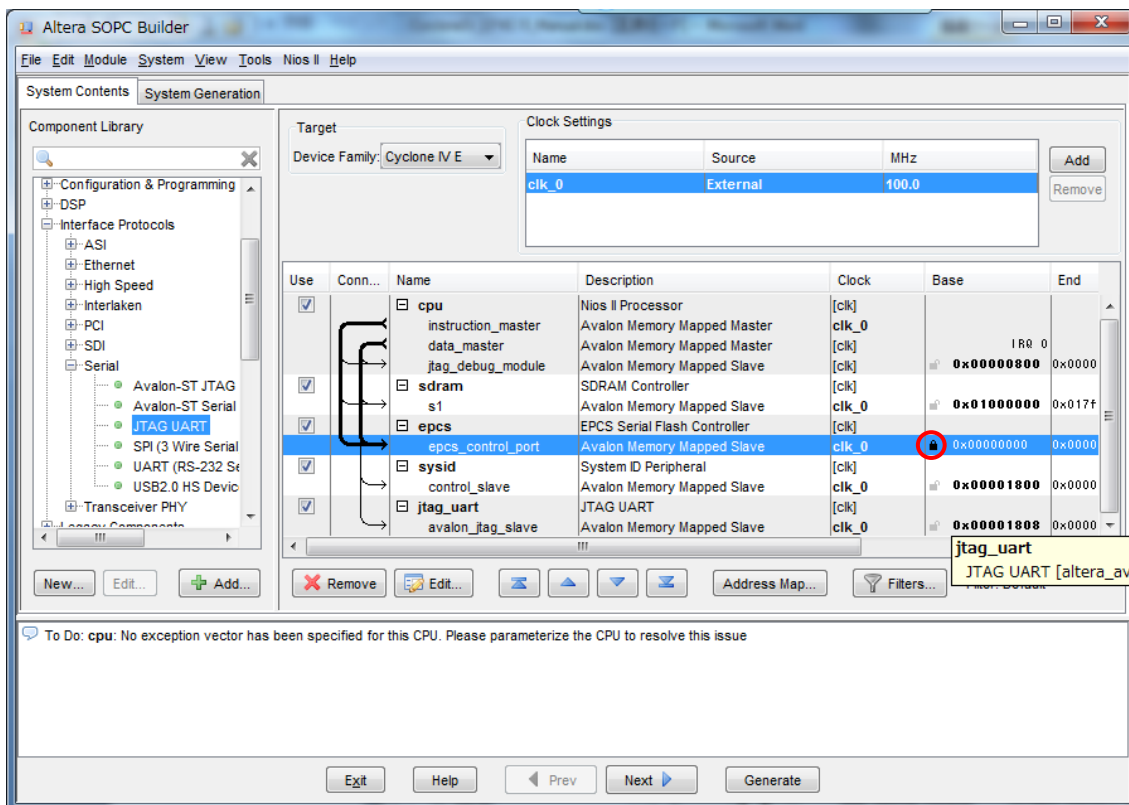 Altera SOPC Builder
File Edit Module System View Tools Nios II Help
System Contents System Generation
Component Library
Target
Clock Settings
Device Family: Cyclone IV E
Name Source MHz
Add
clk_0 External 100.0
Remove
Configuration & Programming
DSP
Interface Protocols
ASI
Ethernet
High Speed
Interlaken
PCI
SDI
Serial
Avalon-ST JTAG
Avalon-ST Serial
JTAG UART
SPI (3 Wire Serial
UART (RS-232 Se
USB2.0 HS Devic
Transceiver PHY
Legacy Components
Use Conn... Name Description Clock Base End
cpu Nios II Processor [clk]
instruction_master Avalon Memory Mapped Master clk_0
data_master Avalon Memory Mapped Master [clk] IRQ 0
jtag_debug_module Avalon Memory Mapped Slave [clk] 0x00000800 0x0000
sdram SDRAM Controller [clk]
s1 Avalon Memory Mapped Slave clk_0 0x01000000 0x017f
epcs EPCS Serial Flash Controller [clk]
epcs_control_port Avalon Memory Mapped Slave clk_0 0x00000000 0x0000
sysid System ID Peripheral [clk]
control_slave Avalon Memory Mapped Slave clk_0 0x00001800 0x0000
jtag_uart JTAG UART [clk]
avalon_jtag_slave Avalon Memory Mapped Slave clk_0 0x00001808 0x0000
jtag_uart
JTAG UART [altera_av
New... Edit... Add...
Remove Edit... Address Map... Filters... Filter: Default
To Do: cpu: No exception vector has been specified for this CPU. Please parameterize the CPU to resolve this issue
Exit Help Prev Next Generate